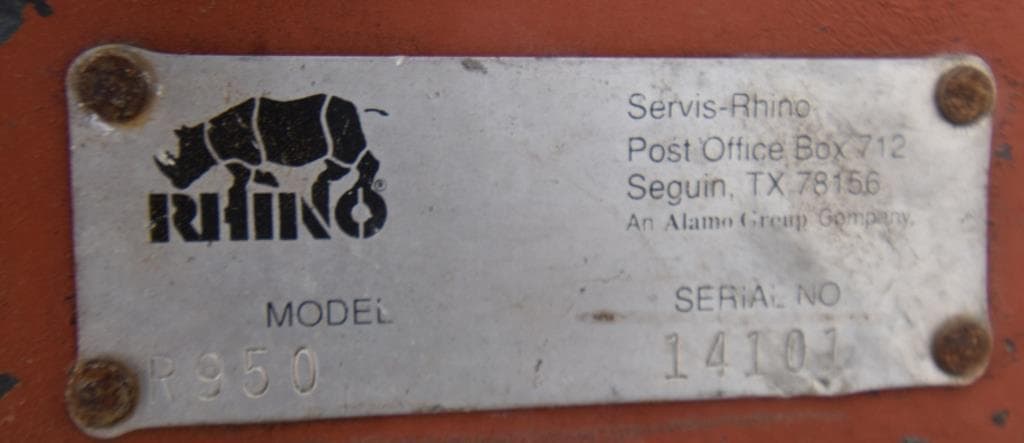 RHINO®
Servis-Rhino
Post Office Box 712
Seguin, TX 78156
An Alamo Group Company
MODEL
R950
SERIAL NO
14101